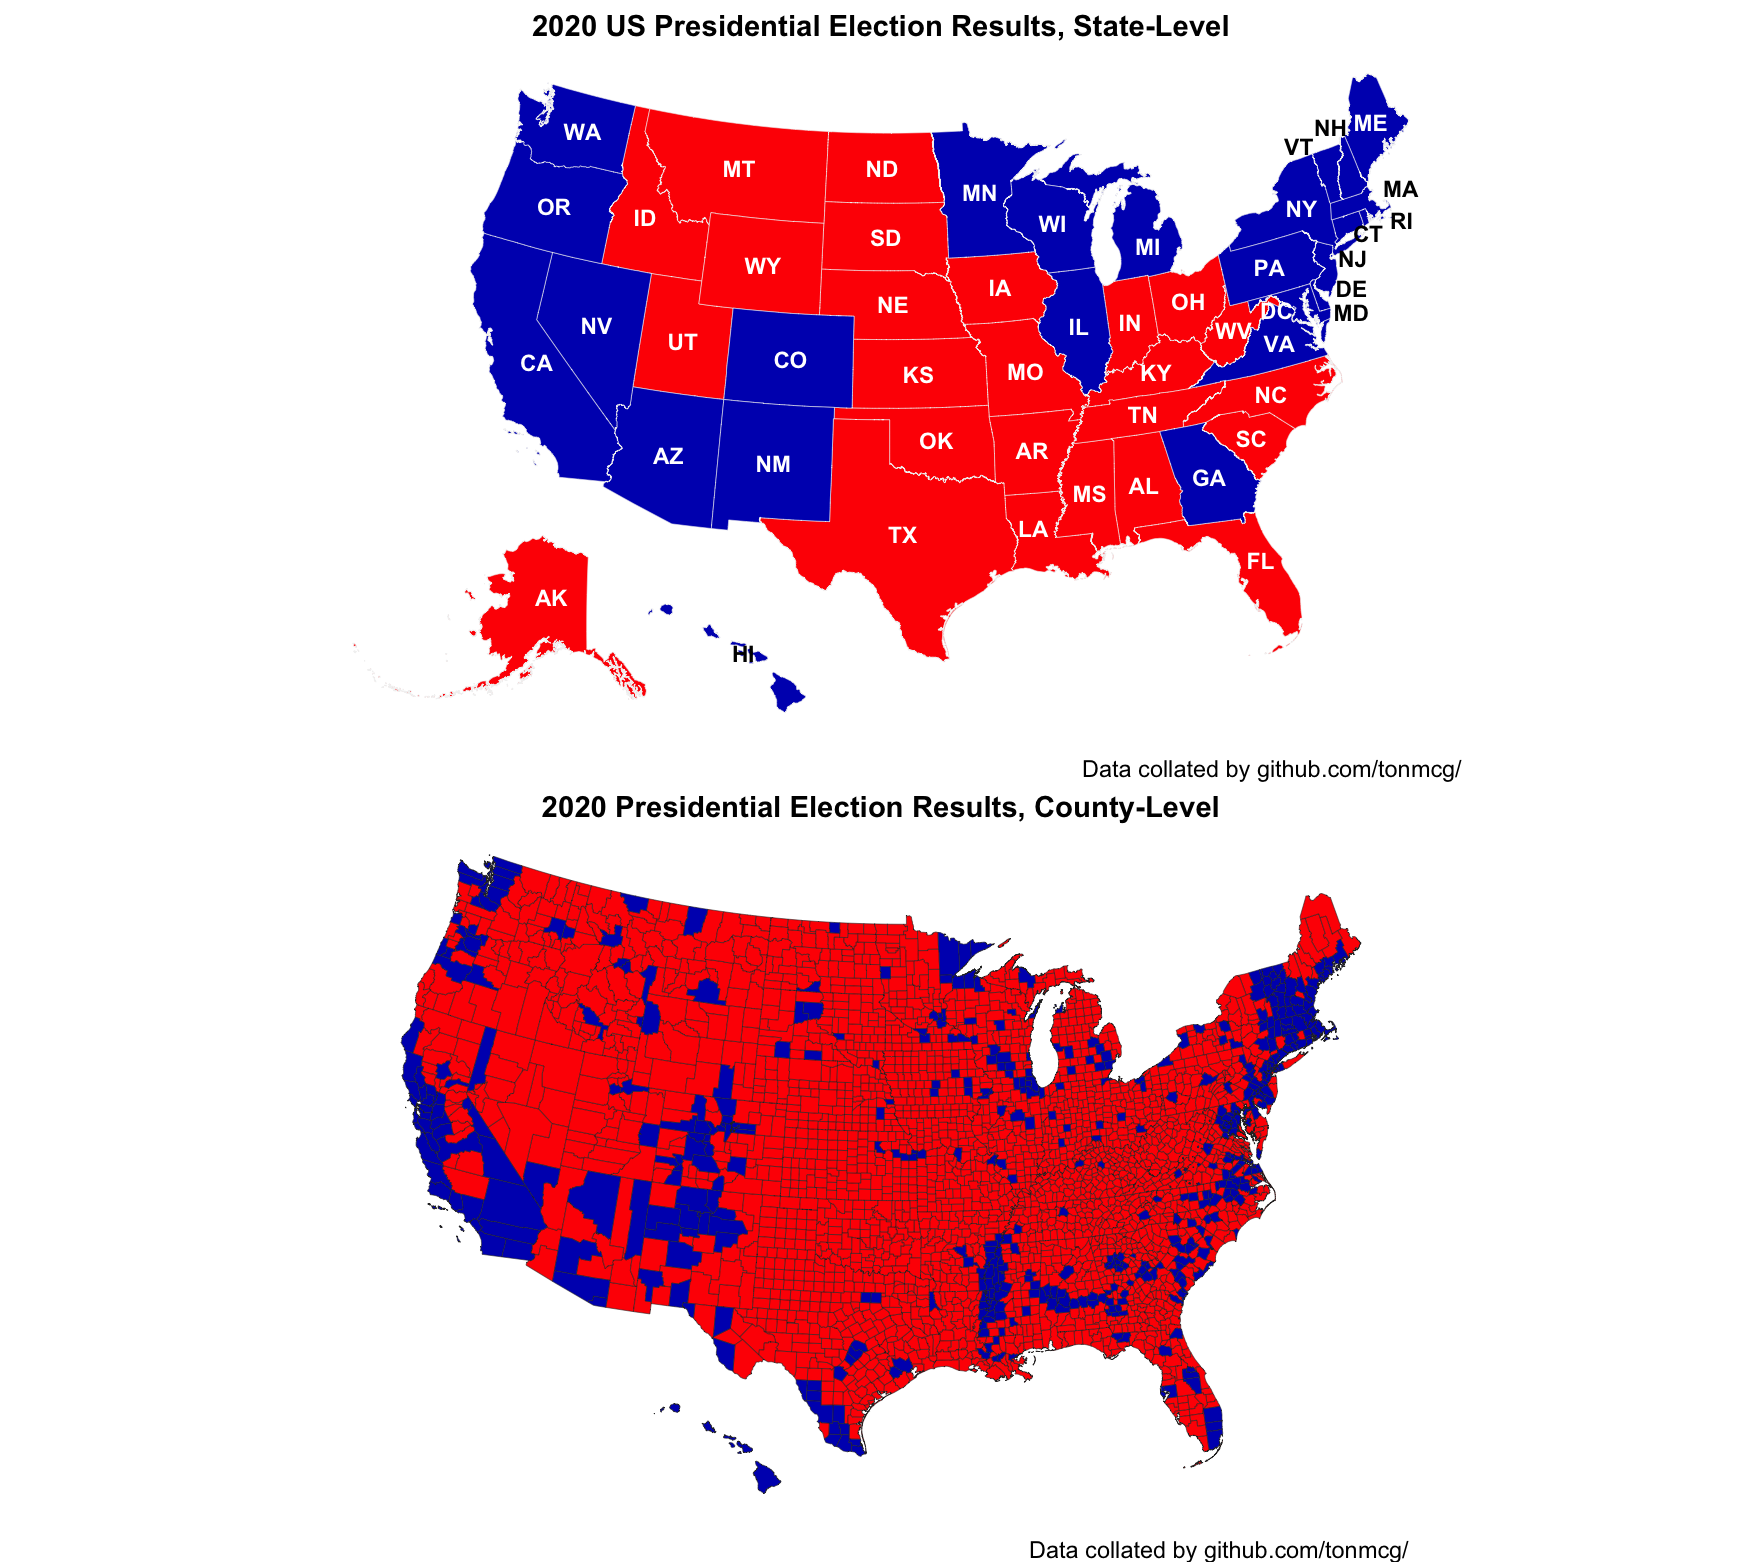 2020 US Presidential Election Results, State-Level
WA
MT
ND
MN
ME
NH
VT
MA
OR
ID
SD
WI
MI
NY
RI
CT
WY
PA
NJ
NE
IA
DE
NV
UT
CO
IL
IN
OH
WV
DC
MD
VA
CA
KS
MO
KY
NC
TN
AZ
NM
OK
AR
SC
MS
AL
GA
TX
LA
FL
AK
HI
Data collated by github.com/tonmcg/
2020 Presidential Election Results, County-Level
Data collated by github.com/tonmcg/